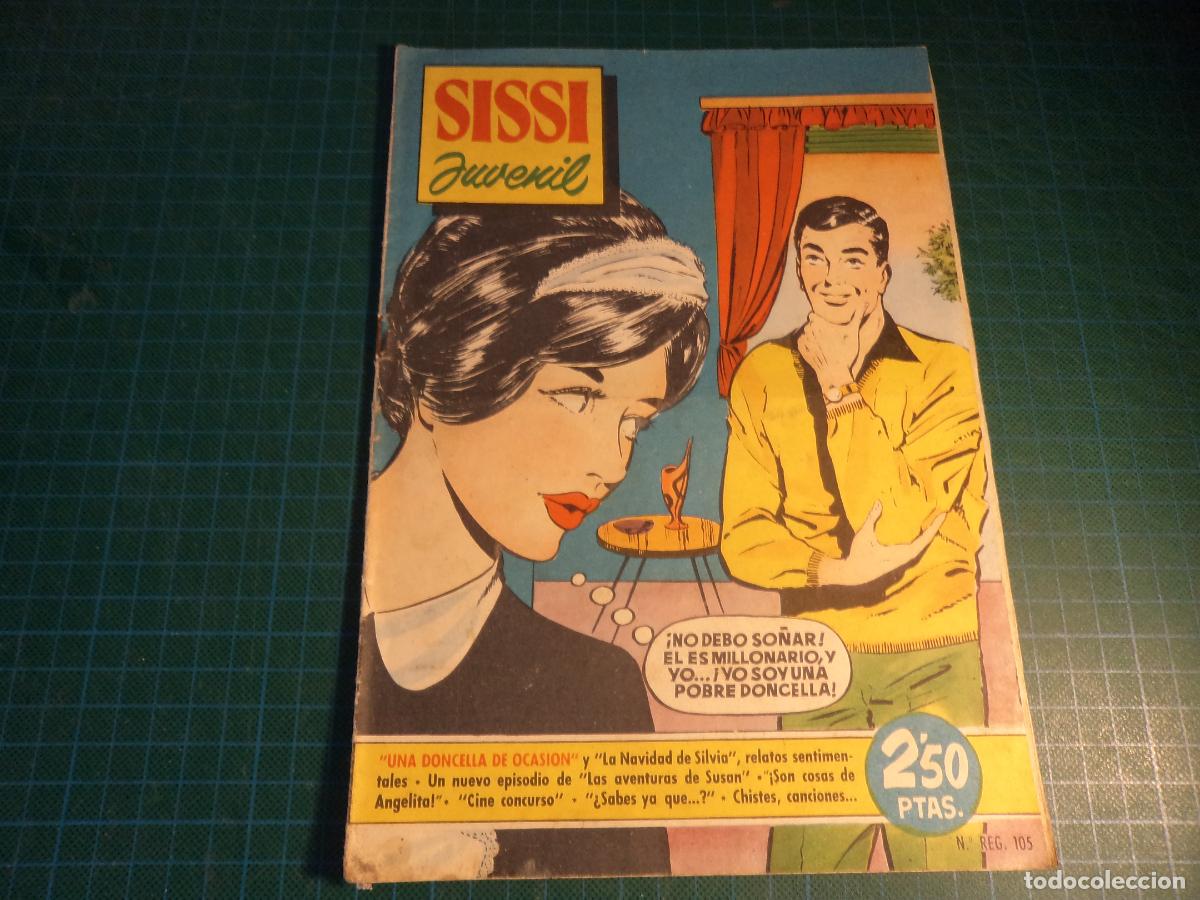 SISSI
Juvenil
¡NO DEBO SOÑAR!
EL ES MILLONARIO, Y
YO... ¡YO SOY UNA
POBRE DONCELLA!
"UNA DONCELLA DE OCASION" y "La Navidad de Silvia", relatos sentimen-
tales • Un nuevo episodio de "Las aventuras de Susan" • "¡Son cosas de
Angelita!" • "Cine concurso" • "¿Sabes ya que...?" • Chistes, canciones...
2'50
PTAS.
N.º REG. 105
todocoleccion